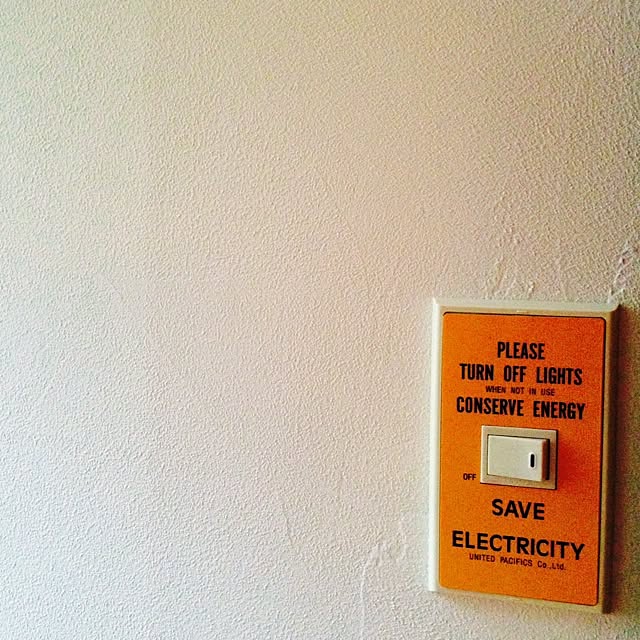 PLEASE
TURN OFF LIGHTS
WHEN NOT IN USE
CONSERVE ENERGY
OFF
SAVE
ELECTRICITY
UNITED PACIFICS Co.,Ltd.